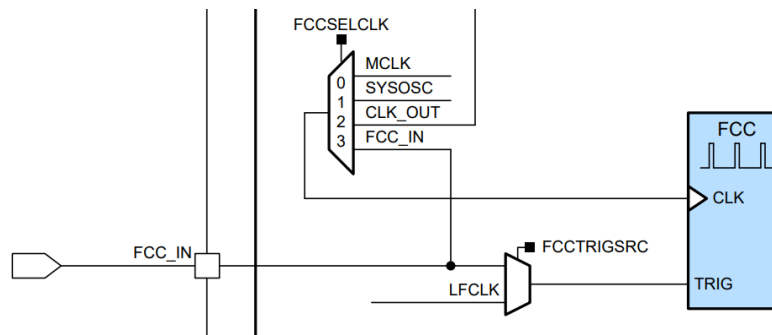 FCCSELCLK
0
MCLK
1
SYSOSC
2
CLK_OUT
3
FCC_IN
FCC
CLK
FCC_IN
FCCTRIGSRC
LFCLK
TRIG